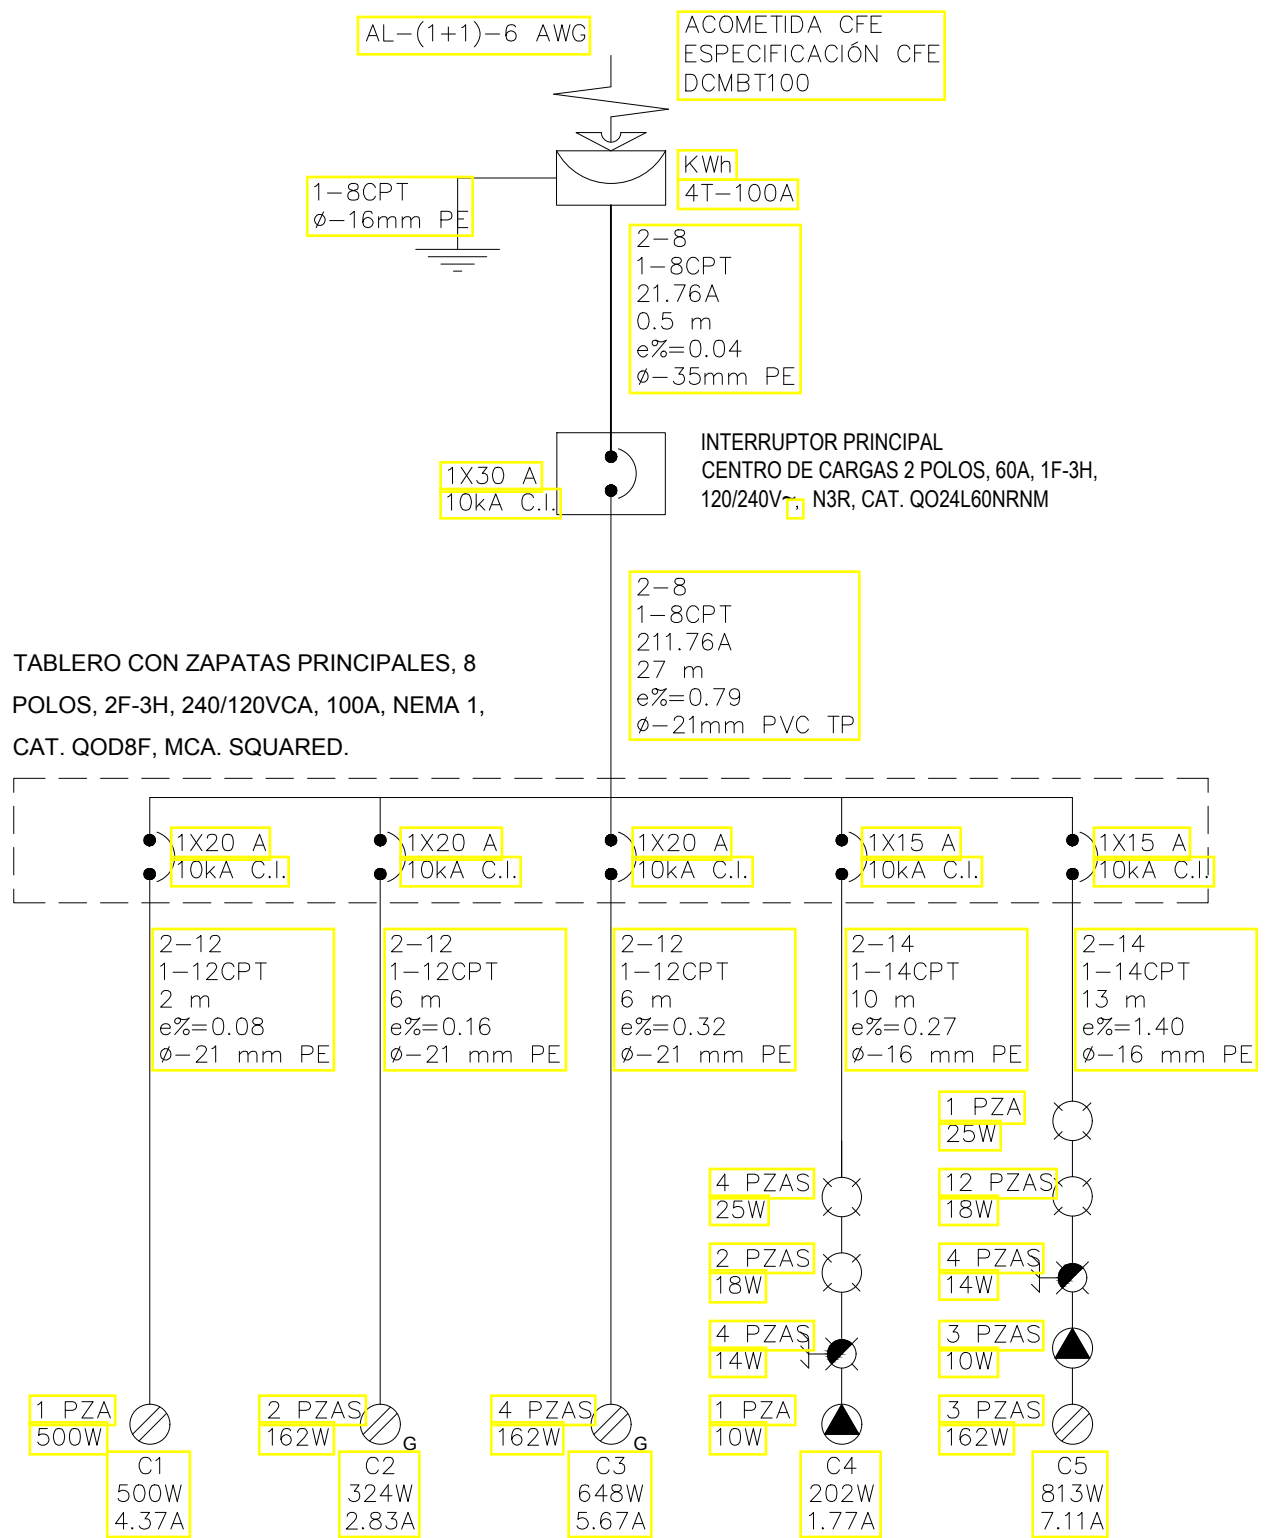 AL-(1+1)-6 AWG
ACOMETIDA CFE
ESPECIFICACIÓN CFE
DCMBT100
KWh
4T-100A
1-8CPT
ø-16mm PE
2-8
1-8CPT
21.76A
0.5 m
e%=0.04
ø-35mm PE
1X30 A
10kA C.I.
INTERRUPTOR PRINCIPAL
CENTRO DE CARGAS 2 POLOS, 60A, 1F-3H,
120/240V~, N3R, CAT. QO24L60NRNM
2-8
1-8CPT
211.76A
27 m
e%=0.79
ø-21mm PVC TP
TABLERO CON ZAPATAS PRINCIPALES, 8
POLOS, 2F-3H, 240/120VCA, 100A, NEMA 1,
CAT. QOD8F, MCA. SQUARED.
1X20 A
10kA C.I.
1X20 A
10kA C.I.
1X20 A
10kA C.I.
1X15 A
10kA C.I.
1X15 A
10kA C.I.
2-12
1-12CPT
2 m
e%=0.08
ø-21 mm PE
2-12
1-12CPT
6 m
e%=0.16
ø-21 mm PE
2-12
1-12CPT
6 m
e%=0.32
ø-21 mm PE
2-14
1-14CPT
10 m
e%=0.27
ø-16 mm PE
2-14
1-14CPT
13 m
e%=1.40
ø-16 mm PE
1 PZA
25W
4 PZAS
25W
12 PZAS
18W
2 PZAS
18W
4 PZAS
14W
4 PZAS
14W
3 PZAS
10W
1 PZA
500W
2 PZAS
162W
G
4 PZAS
162W
G
1 PZA
10W
3 PZAS
162W
C1
500W
4.37A
C2
324W
2.83A
C3
648W
5.67A
C4
202W
1.77A
C5
813W
7.11A